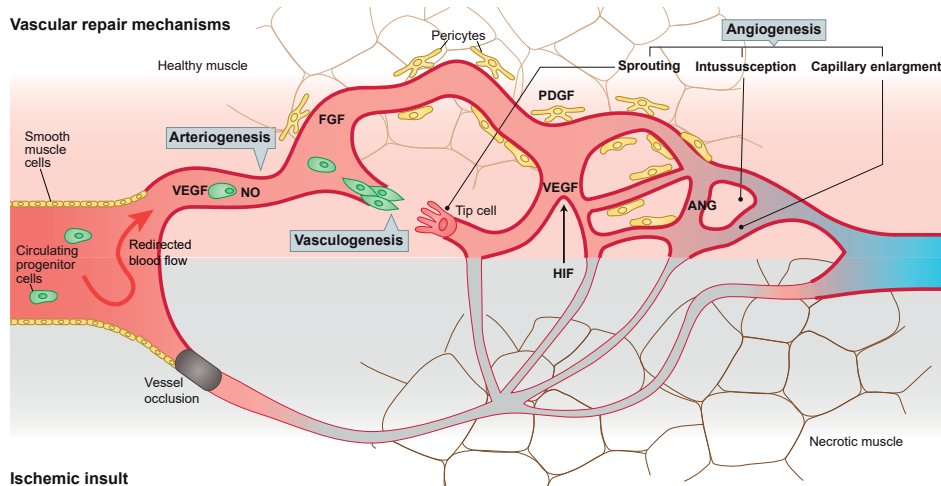 Vascular repair mechanisms
Angiogenesis
Pericytes
Healthy muscle
Sprouting
Intussusception
Capillary enlargment
PDGF
FGF
Smooth
muscle
cells
Arteriogenesis
VEGF
NO
VEGF
ANG
Tip cell
Vasculogenesis
Redirected
blood flow
Circulating
progenitor
cells
HIF
Vessel
occlusion
Necrotic muscle
Ischemic insult